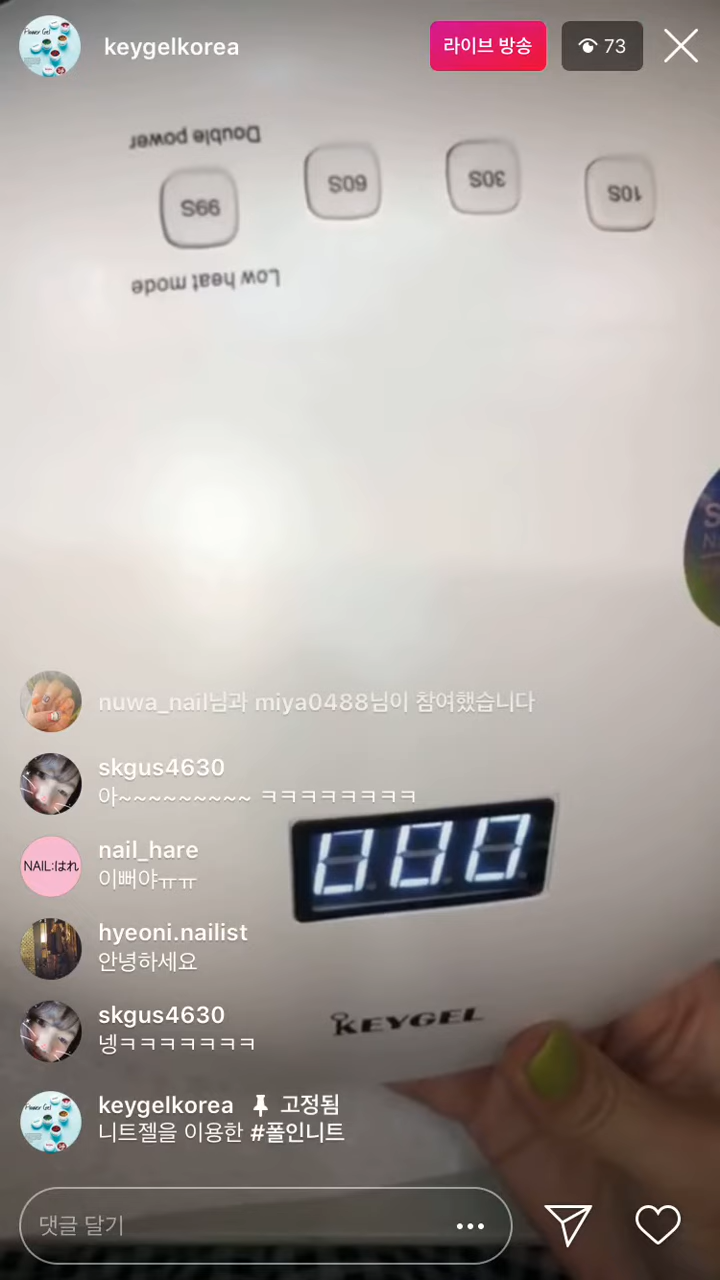 keygelkorea
라이브 방송
73
Double power
99S
60S
30S
10S
Low heat mode
nuwa_nail님과 miya0488님이 참여했습니다
skgus4630
아~~~~~~~~~ ㅋㅋㅋㅋㅋㅋㅋㅋ
NAIL:はれ
nail_hare
이뻐야ㅠㅠ
000
hyeoni.nailist
안녕하세요
skgus4630
넹ㅋㅋㅋㅋㅋㅋㅋ
KEYGEL
keygelkorea 고정됨
니트젤을 이용한 #폴인니트
댓글 달기